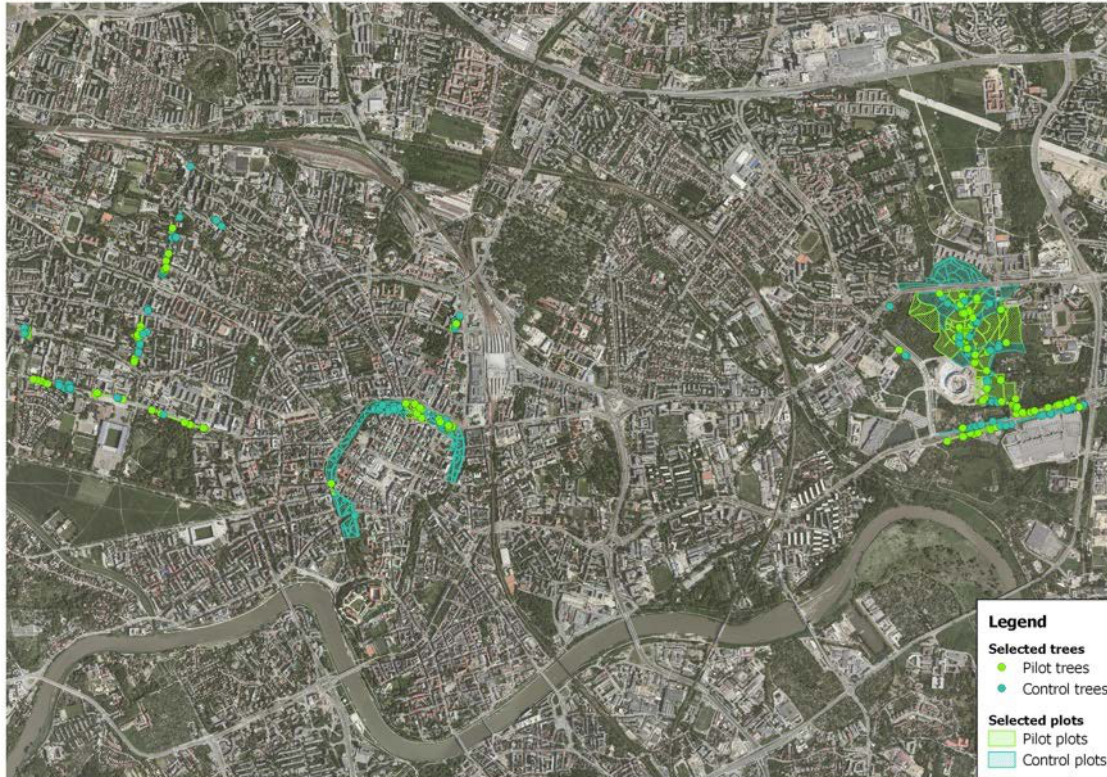 Legend
Selected trees
Pilot trees
Control trees
Selected plots
Pilot plots
Control plots